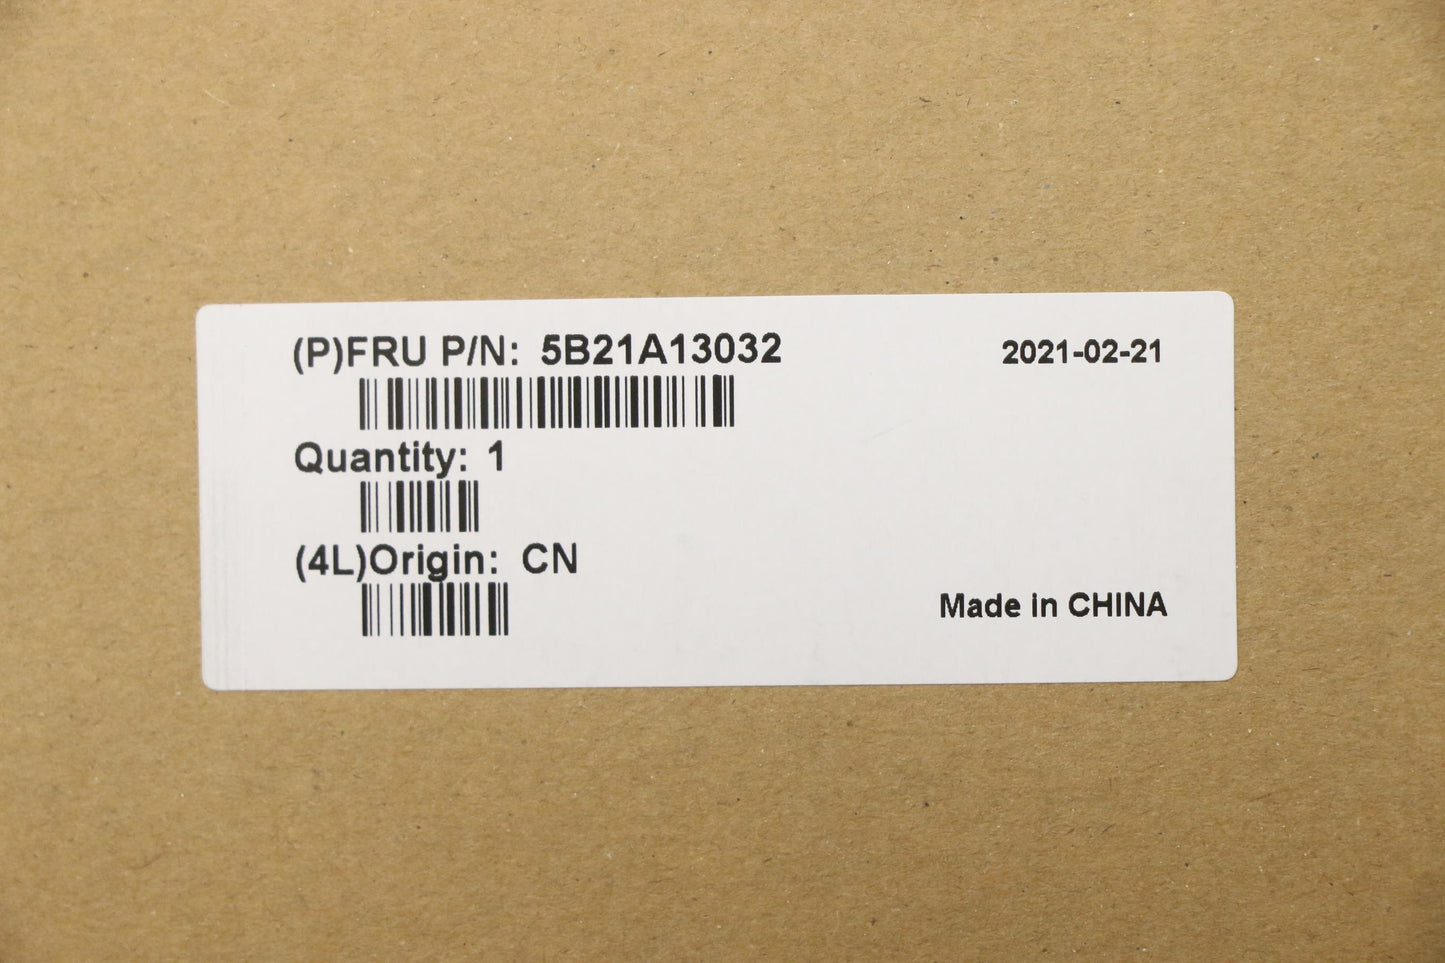 (P)FRU P/N: 5B21A13032 2021-02-21
Quantity: 1
(4L)Origin: CN
Made in CHINA